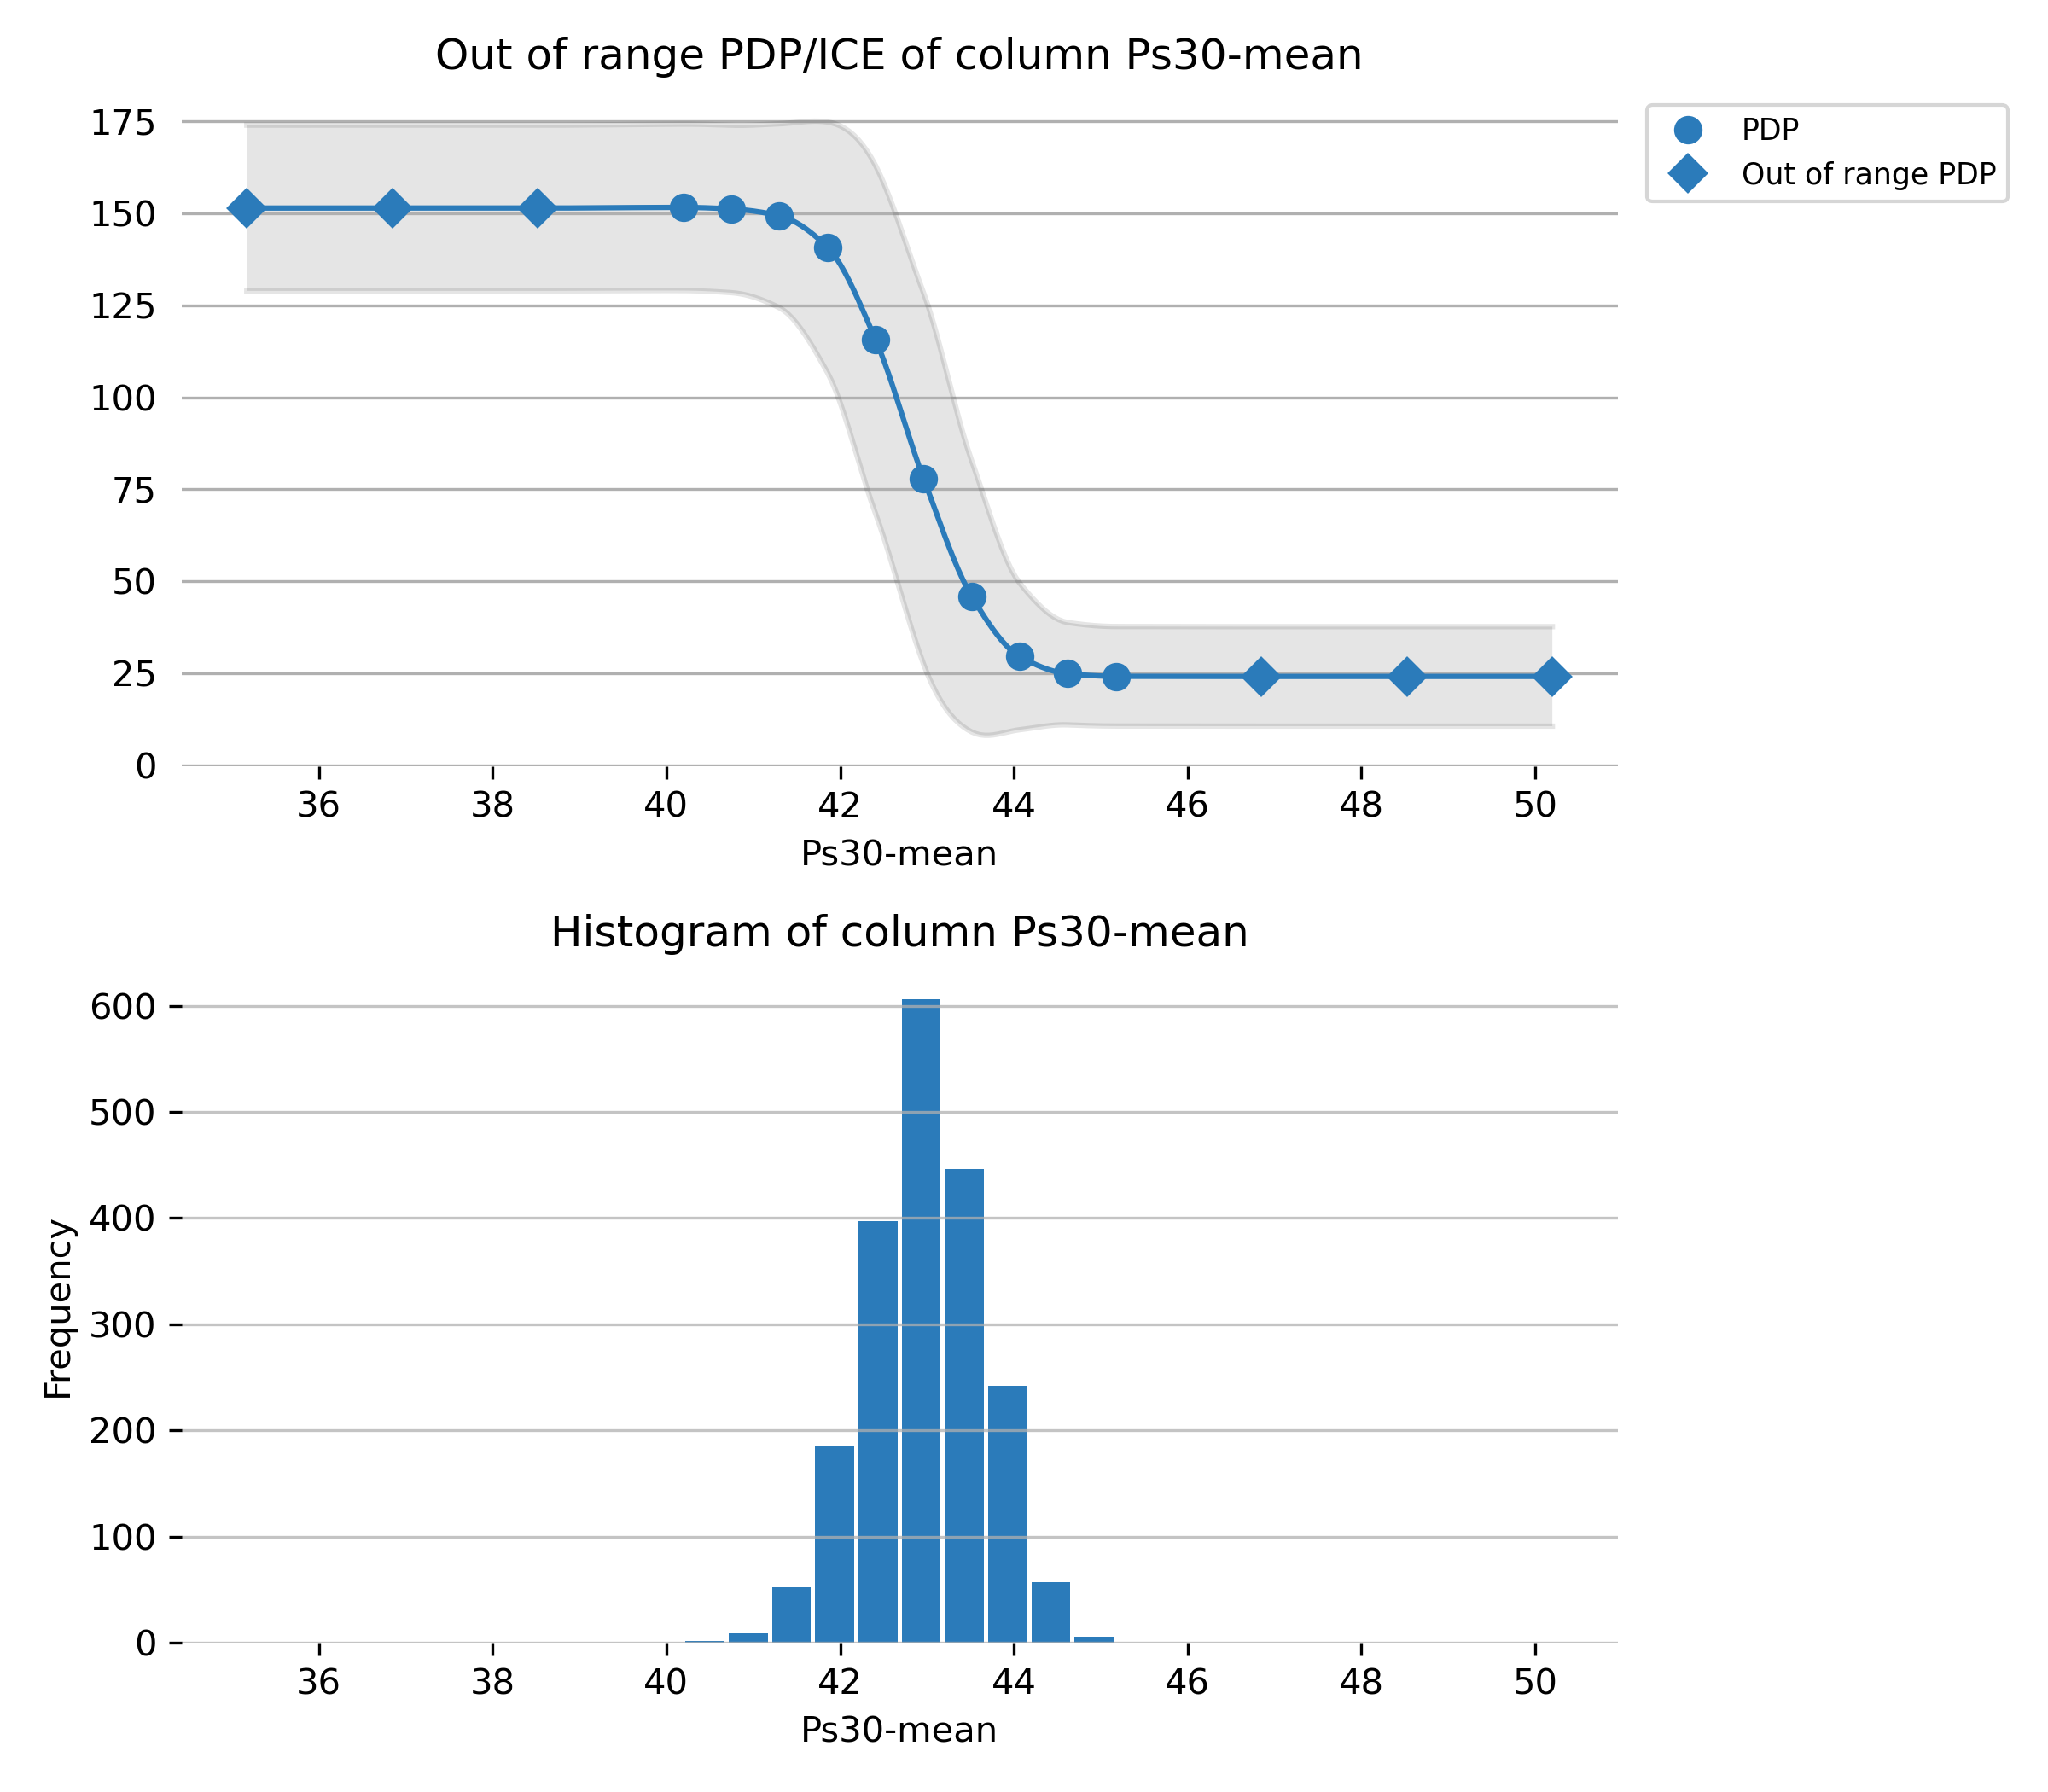 Out of range PDP/ICE of column Ps30-mean
PDP
Out of range PDP
175
150
125
100
75
50
25
0
36 38 40 42 44 46 48 50
Ps30-mean
Histogram of column Ps30-mean
Frequency
600
500
400
300
200
100
0
36 38 40 42 44 46 48 50
Ps30-mean